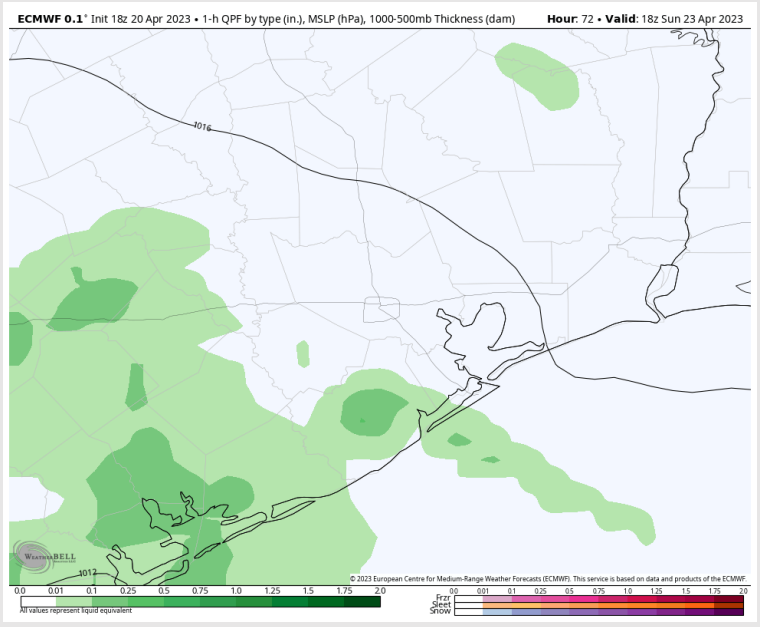 ECMWF 0.1° Init 18z 20 Apr 2023 • 1-h QPF by type (in.), MSLP (hPa), 1000-500mb Thickness (dam) Hour: 72 • Valid: 18z Sun 23 Apr 2023
1016
WEATHERBELL
1012
© 2023 European Centre for Medium-Range Weather Forecasts (ECMWF). This service is based on data and products of the ECMWF.
0.0 0.01 0.1 0.25 0.5 0.75 1.0 1.25 1.5 1.75 2.0
0.0 0.01 0.1 0.25 0.5 0.75 1.0 1.25 1.5 1.75 2.0
Frzr
Sleet
Snow
All values represent liquid equivalent